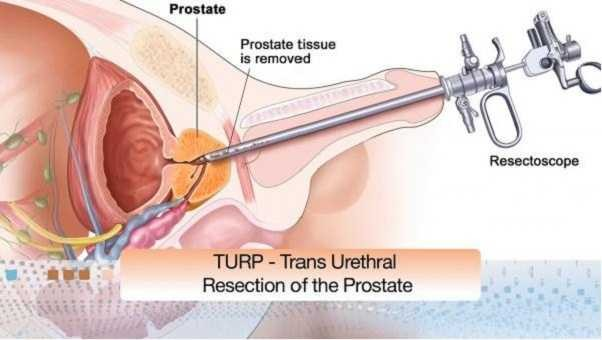 Prostate
Prostate tissue
is removed
Resectoscope
TURP - Trans Urethral
Resection of the Prostate